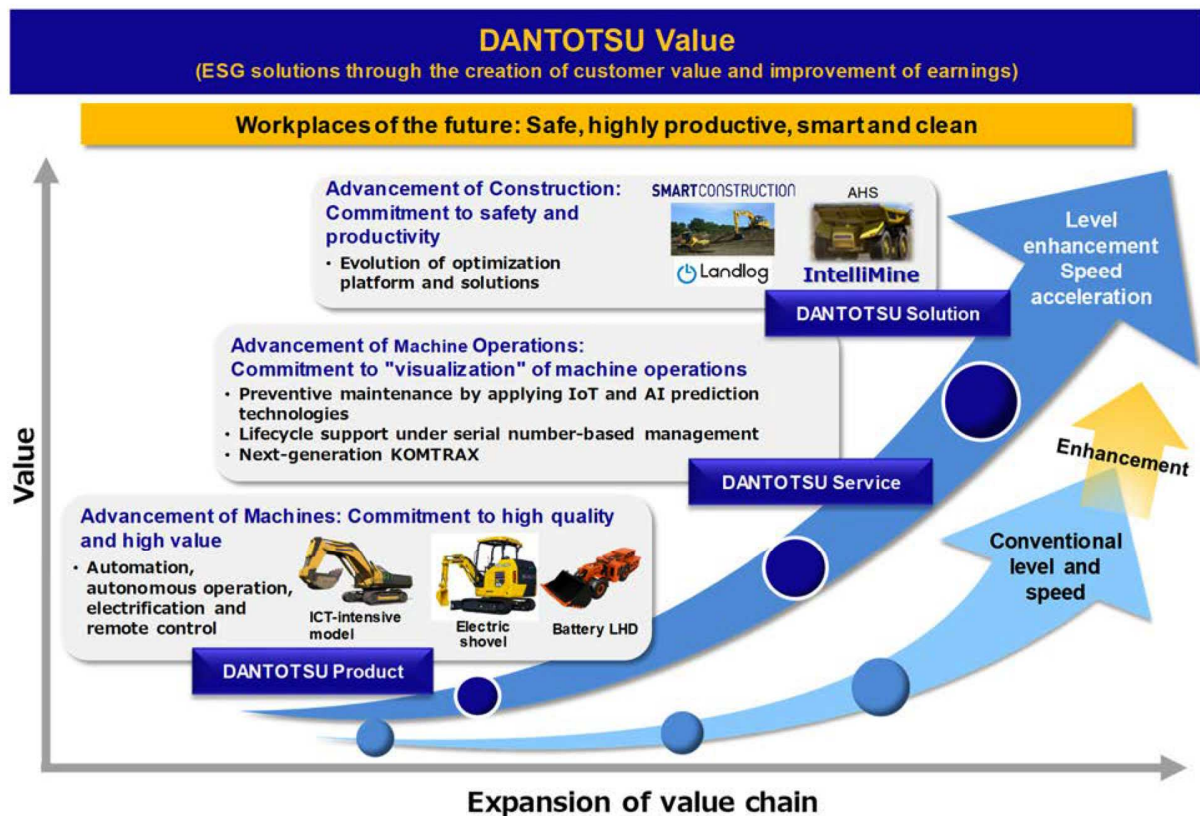 DANTOTSU Value
(ESG solutions through the creation of customer value and improvement of earnings)
Workplaces of the future: Safe, highly productive, smart and clean
Value
Advancement of Construction:
Commitment to safety and
productivity
• Evolution of optimization
platform and solutions
SMARTCONSTRUCTION
Landlog
AHS
IntelliMine
DANTOTSU Solution
Level
enhancement
Speed
acceleration
Advancement of Machine Operations:
Commitment to "visualization" of machine operations
• Preventive maintenance by applying IoT and AI prediction
technologies
• Lifecycle support under serial number-based management
• Next-generation KOMTRAX
DANTOTSU Service
Enhancement
Advancement of Machines: Commitment to high quality
and high value
• Automation,
autonomous operation,
electrification and
remote control
ICT-intensive
model
Electric
shovel
Battery LHD
DANTOTSU Product
Conventional
level and
speed
Expansion of value chain